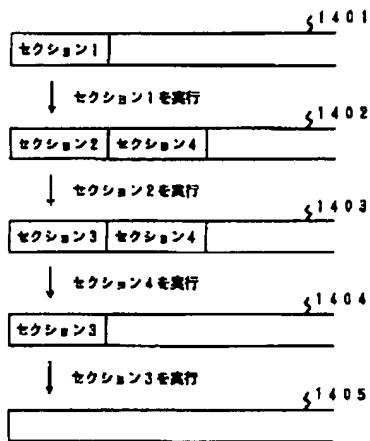 1401
セクション1
セクション1を実行
1402
セクション2 セクション4
セクション2を実行
1403
セクション3 セクション4
セクション4を実行
1404
セクション3
セクション3を実行
1405